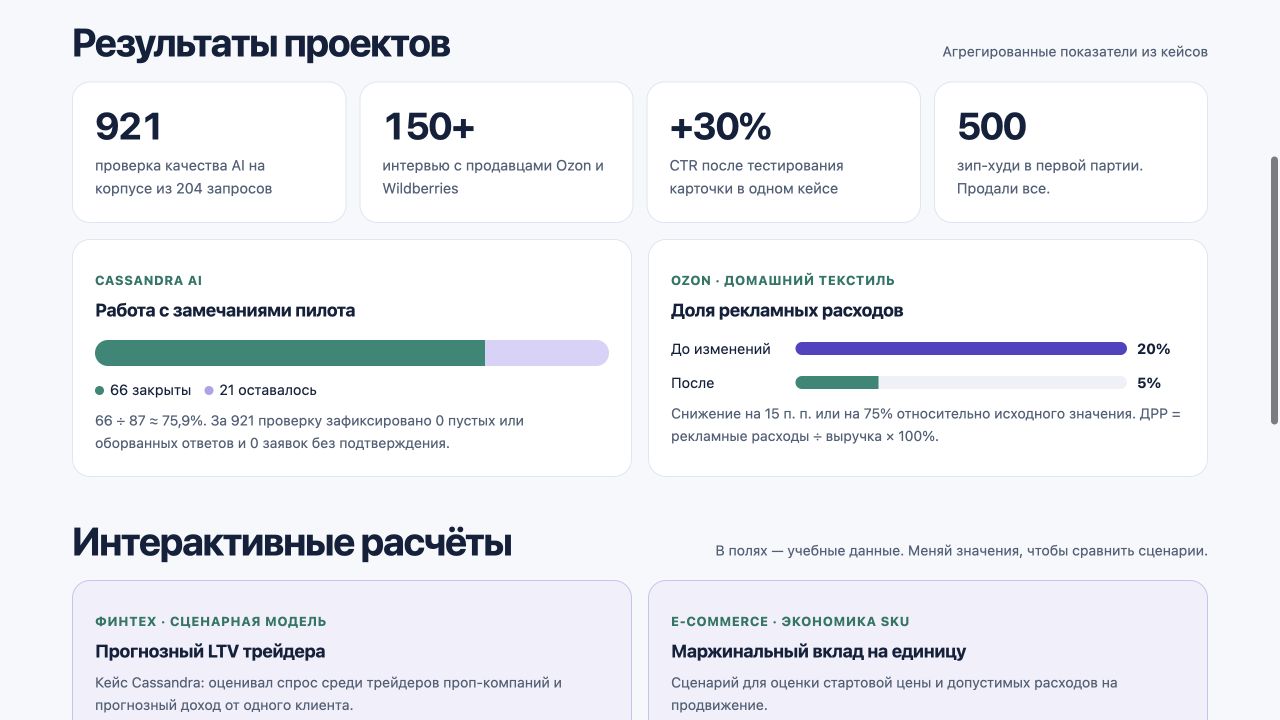 Результаты проектов
Агрегированные показатели из кейсов
921
проверка качества AI на
корпусе из 204 запросов
150+
интервью с продавцами Ozon и
Wildberries
+30%
CTR после тестирования
карточки в одном кейсе
500
зип-худи в первой партии.
Продали все.
CASSANDRA AI
Работа с замечаниями пилота
66 закрыты
21 оставалось
66 ÷ 87 ≈ 75,9%. За 921 проверку зафиксировано 0 пустых или
оборванных ответов и 0 заявок без подтверждения.
OZON · ДОМАШНИЙ ТЕКСТИЛЬ
Доля рекламных расходов
До изменений 20%
После 5%
Снижение на 15 п. п. или на 75% относительно исходного значения. ДРР =
рекламные расходы ÷ выручка × 100%.
Интерактивные расчёты
В полях — учебные данные. Меняй значения, чтобы сравнить сценарии.
ФИНТЕХ · СЦЕНАРНАЯ МОДЕЛЬ
Прогнозный LTV трейдера
Кейс Cassandra: оценивал спрос среди трейдеров проп-компаний и
прогнозный доход от одного клиента.
E-COMMERCE · ЭКОНОМИКА SKU
Маржинальный вклад на единицу
Сценарий для оценки стартовой цены и допустимых расходов на
продвижение.